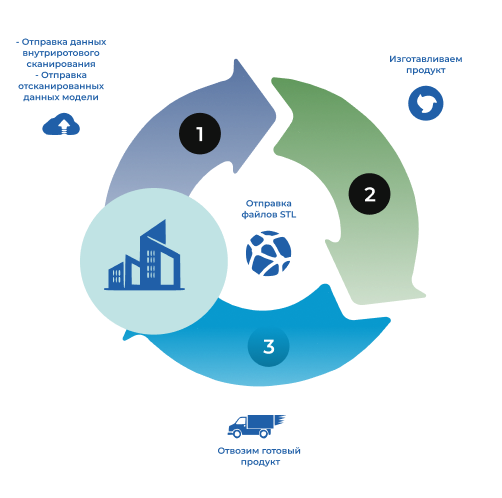 - Отправка данных
внутриротового
сканирования
- Отправка
отсканированных
данных модели
Изготавливаем
продукт
1
2
Отправка
файлов STL
3
Отвозим готовый
продукт